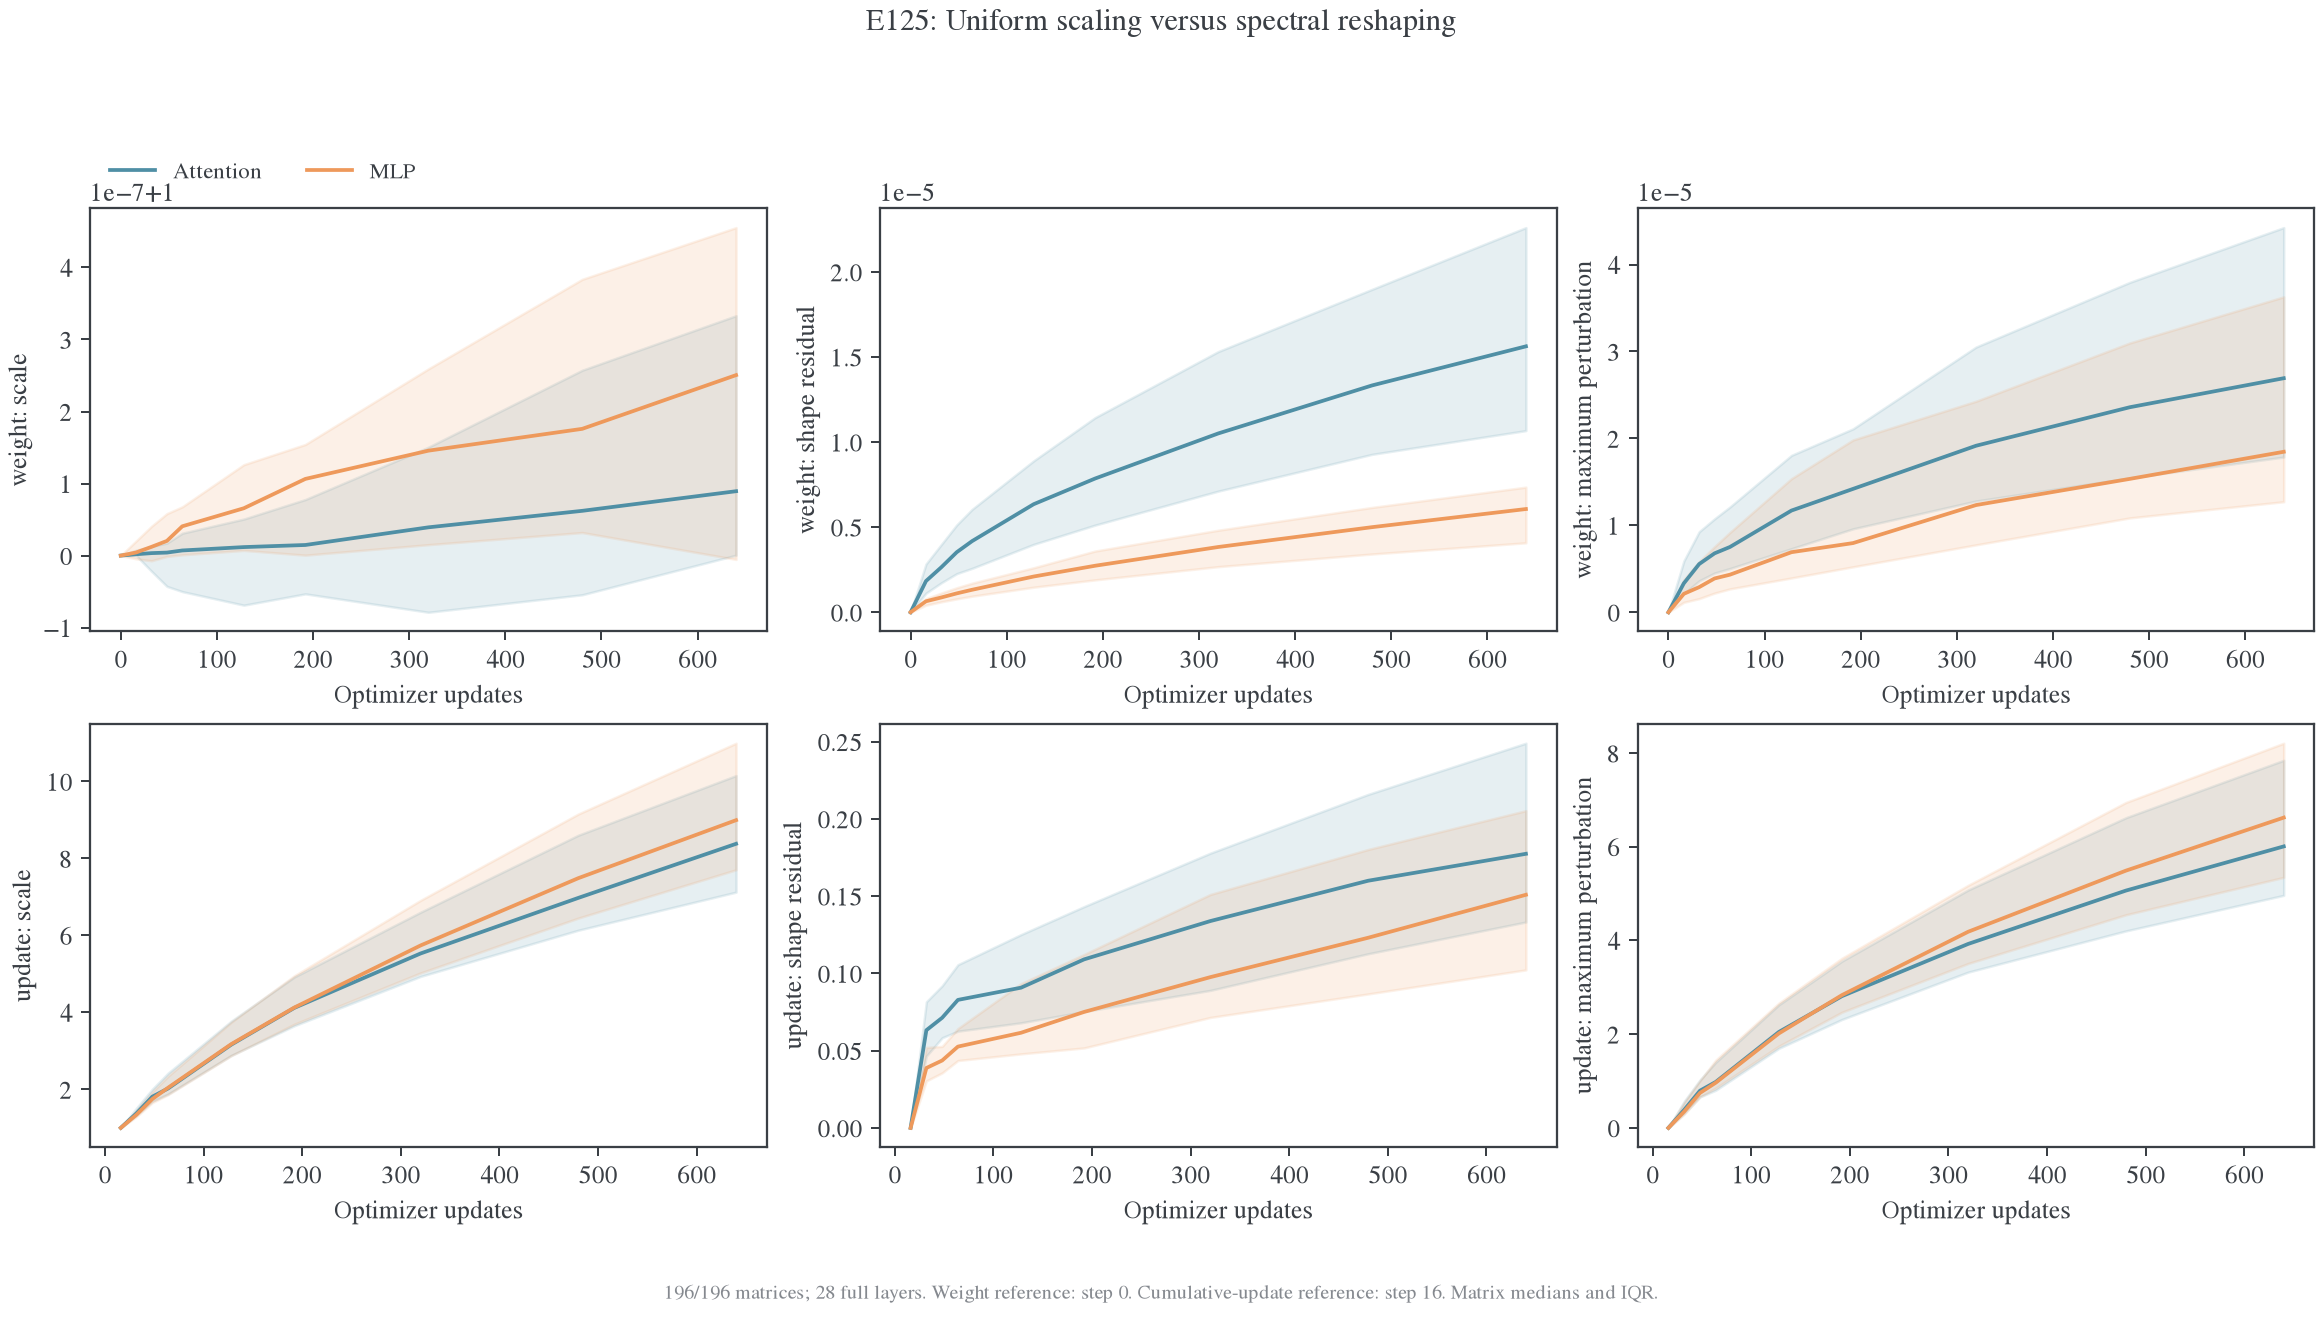 E125: Uniform scaling versus spectral reshaping
Attention
MLP
1e−7+1
4
3
2
1
0
−1
weight: scale
0 100 200 300 400 500 600
Optimizer updates
1e−5
2.0
1.5
1.0
0.5
0.0
weight: shape residual
0 100 200 300 400 500 600
Optimizer updates
1e−5
4
3
2
1
0
weight: maximum perturbation
0 100 200 300 400 500 600
Optimizer updates
10
8
6
4
2
update: scale
0 100 200 300 400 500 600
Optimizer updates
0.25
0.20
0.15
0.10
0.05
0.00
update: shape residual
0 100 200 300 400 500 600
Optimizer updates
8
6
4
2
0
update: maximum perturbation
0 100 200 300 400 500 600
Optimizer updates
196/196 matrices; 28 full layers. Weight reference: step 0. Cumulative-update reference: step 16. Matrix medians and IQR.